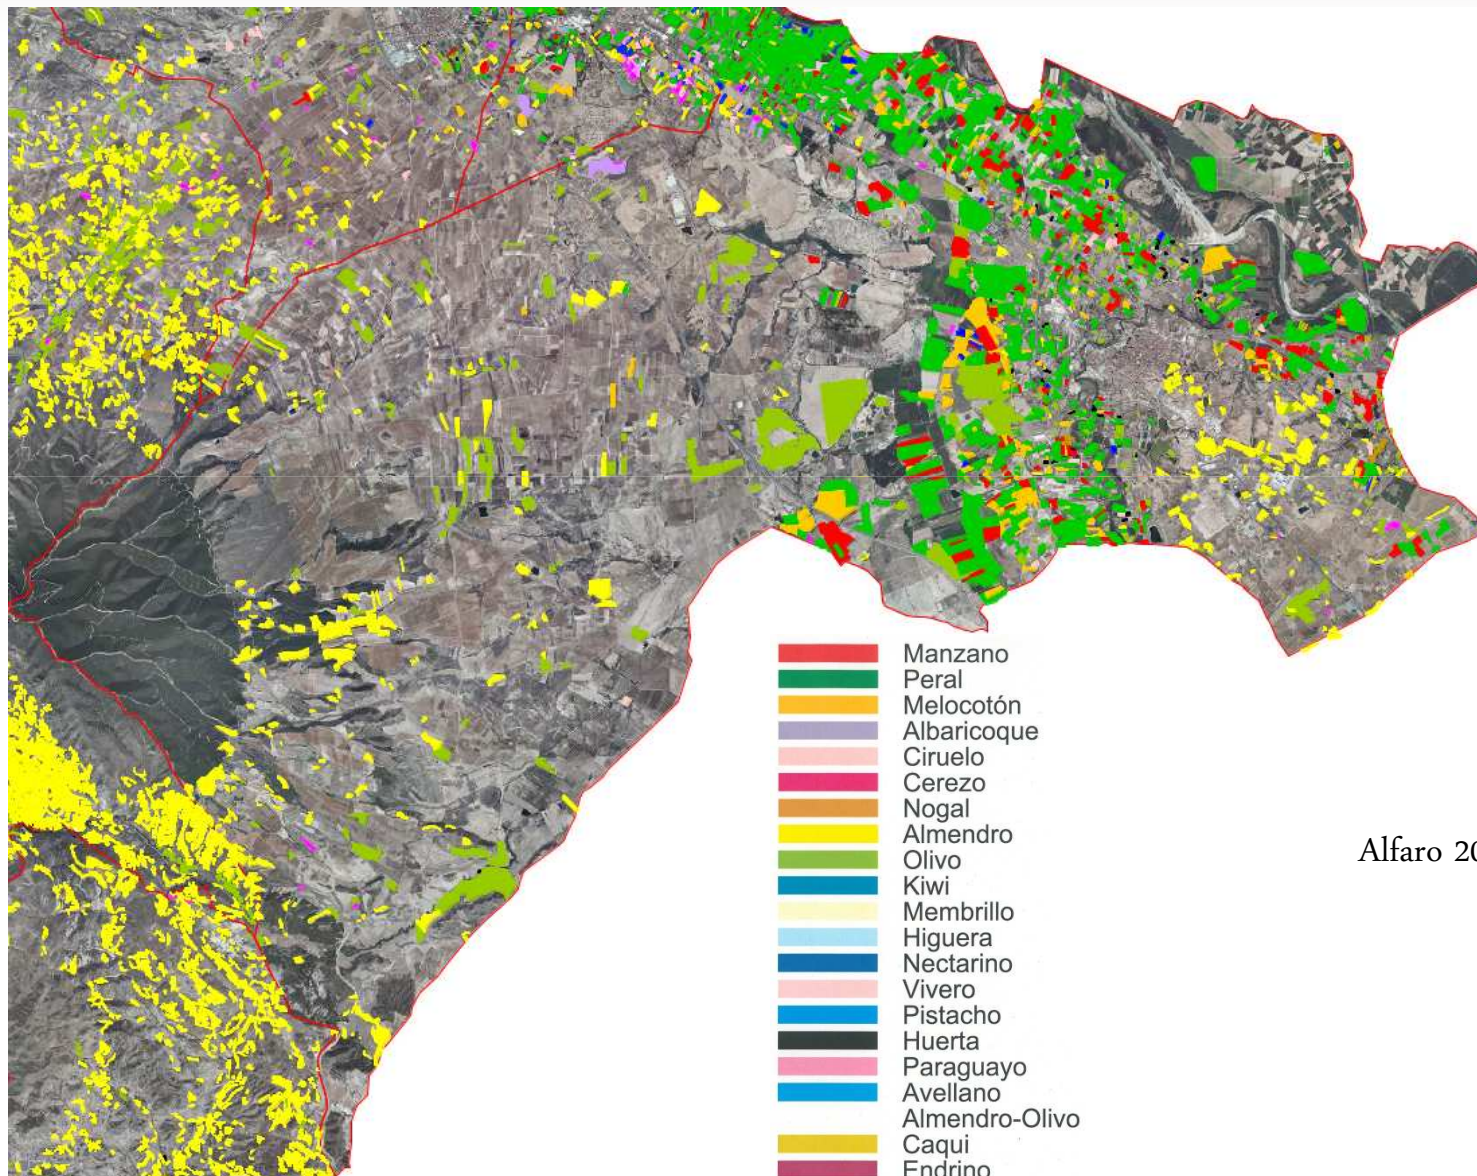 Manzano
Peral
Melocotón
Albaricoque
Ciruelo
Cerezo
Nogal
Almendro
Olivo
Kiwi
Membrillo
Higuera
Nectarino
Vivero
Pistacho
Huerta
Paraguayo
Avellano
Almendro-Olivo
Caqui
Endrino
Alfaro 20